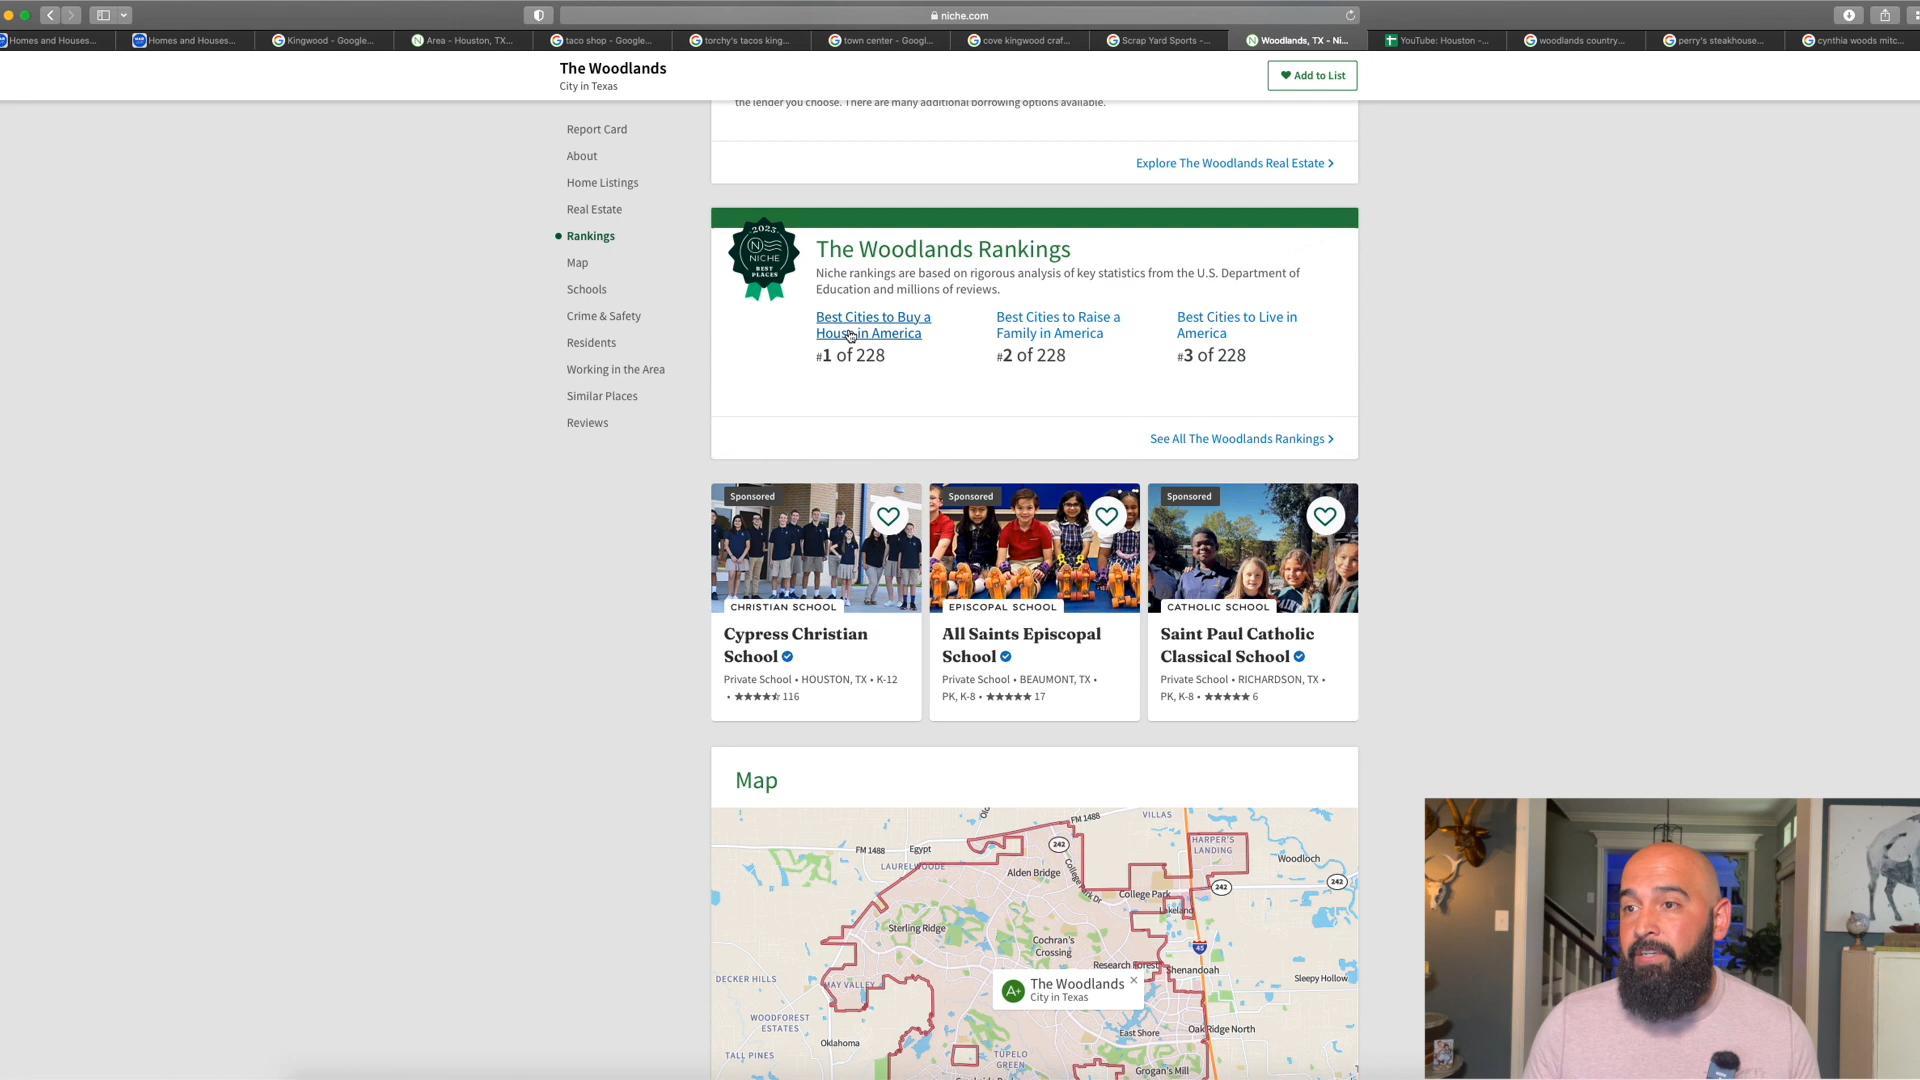 niche.com
Homes and Houses...
Homes and Houses...
Kingwood - Google...
Area - Houston, TX...
taco shop - Google...
torchy's tacos king...
town center - Googl...
cove kingwood craf...
Scrap Yard Sports -...
Woodlands, TX - Ni...
YouTube: Houston -...
woodlands country...
perry's steakhouse...
cynthia woods mitc...
The Woodlands
City in Texas
Add to List
the lender you choose. There are many additional borrowing options available.
Explore The Woodlands Real Estate >
Report Card
About
Home Listings
Real Estate
Rankings
Map
Schools
Crime & Safety
Residents
Working in the Area
Similar Places
Reviews
2023
N
NICHE
BEST
PLACES
The Woodlands Rankings
Niche rankings are based on rigorous analysis of key statistics from the U.S. Department of
Education and millions of reviews.
Best Cities to Buy a
House in America
#1 of 228
Best Cities to Raise a
Family in America
#2 of 228
Best Cities to Live in
America
#3 of 228
See All The Woodlands Rankings >
Sponsored
CHRISTIAN SCHOOL
Cypress Christian
School
Private School • HOUSTON, TX • K-12
• ★★★★★ 116
Sponsored
EPISCOPAL SCHOOL
All Saints Episcopal
School
Private School • BEAUMONT, TX •
PK, K-8 • ★★★★★ 17
Sponsored
CATHOLIC SCHOOL
Saint Paul Catholic
Classical School
Private School • RICHARDSON, TX •
PK, K-8 • ★★★★★ 6
Map
FM 1488
VILLAS
FM 1488
Egypt
242
HARPER'S
LANDING
LAURELWOODE
Alden Bridge
College Park Dr
Woodloch
242
242
College Park
Lakeland
Sterling Ridge
Cochran's
Crossing
45
Research Forest
Shenandoah
DECKER HILLS
MAY VALLEY
A+
The Woodlands
City in Texas
Sleepy Hollow
WOODFOREST
ESTATES
East Shore
Oak Ridge North
Oklahoma
TALL PINES
TUPELO
GREEN
Grogan's Mill